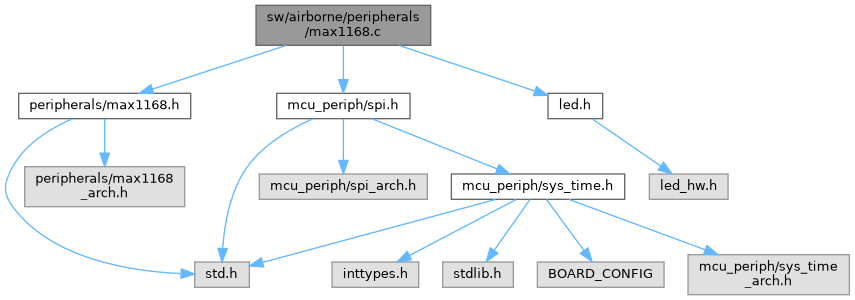 sw/airborne/peripherals
/max1168.c
peripherals/max1168.h
mcu_periph/spi.h
led.h
peripherals/max1168
_arch.h
mcu_periph/spi_arch.h
mcu_periph/sys_time.h
led_hw.h
std.h
inttypes.h
stdlib.h
BOARD_CONFIG
mcu_periph/sys_time
_arch.h